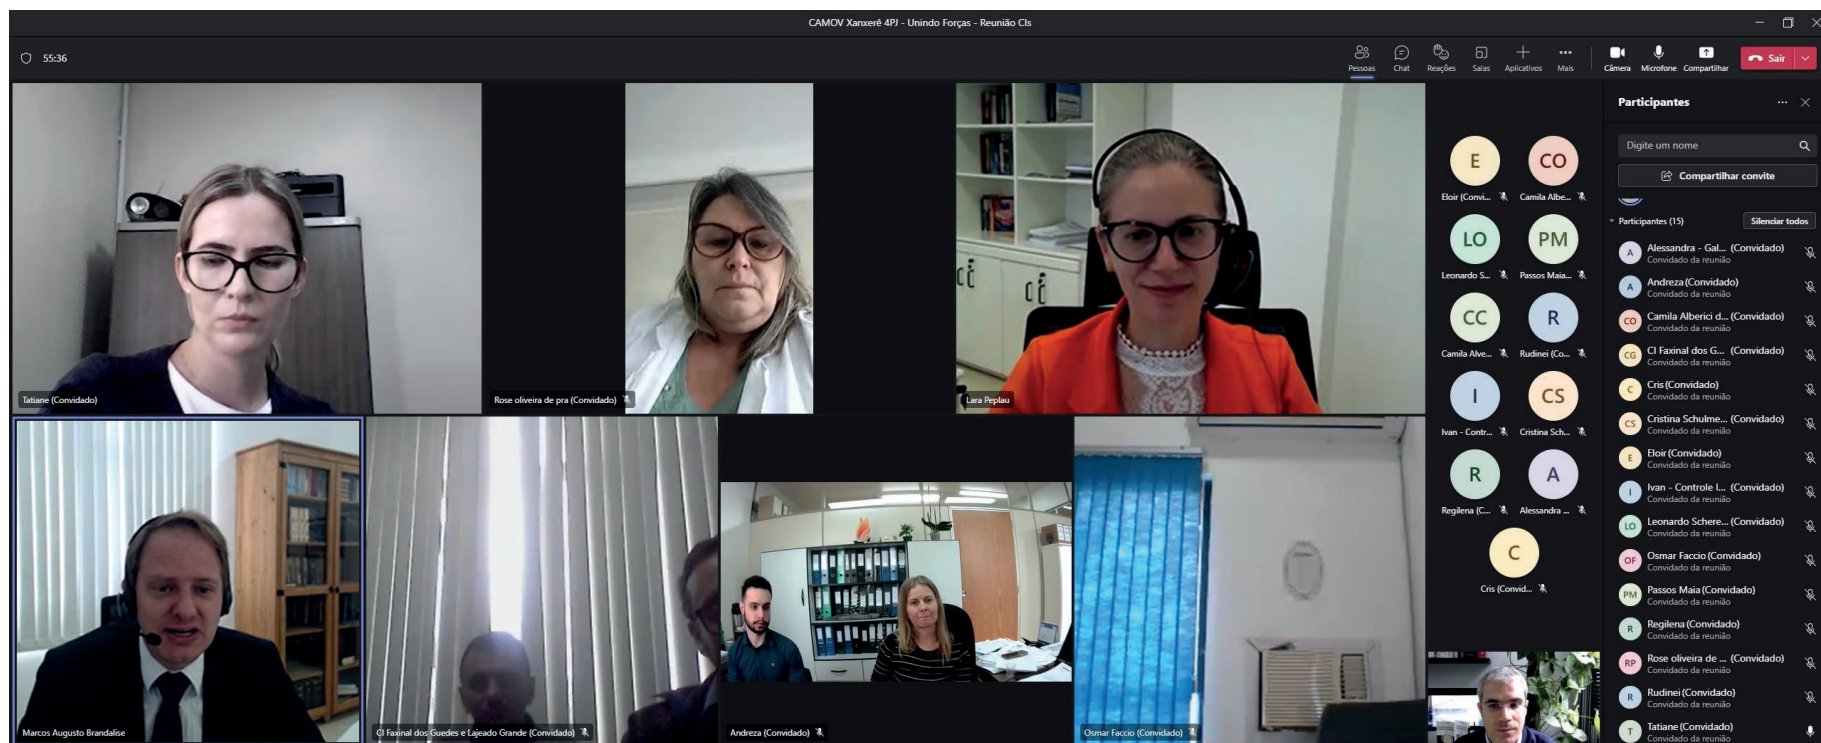 CAMOV Xanxerê 4PJ - Unindo Forças - Reunião CIs
55:36
Pessoas
Chat
Reações
Salas
Aplicativos
Mais
Câmera
Microfone
Compartilhar
Sair
Tatiane (Convidado)
Rose oliveira de pra (Convidado)
Lara Peplau
Marcos Augusto Brandalise
CI Faxinal dos Guedes e Lajeado Grande (Convidado)
Andreza (Convidado)
Osmar Faccio (Convidado)
E
CO
Eloir (Convi...
Camila Albe...
LO
PM
Leonardo S...
Passos Maia...
CC
R
Camila Alve...
Rudinei (Co...
I
CS
Ivan - Contr...
Cristina Sch...
R
A
Regilena (C...
Alessandra ...
C
Cris (Convid...
Participantes
Digite um nome
Compartilhar convite
Participantes (15)
Silenciar todos
A
Alessandra - Gal... (Convidado)
Convidado da reunião
A
Andreza (Convidado)
Convidado da reunião
CO
Camila Alberici d... (Convidado)
Convidado da reunião
CG
CI Faxinal dos G... (Convidado)
Convidado da reunião
C
Cris (Convidado)
Convidado da reunião
CS
Cristina Schulme... (Convidado)
Convidado da reunião
E
Eloir (Convidado)
Convidado da reunião
I
Ivan - Controle I... (Convidado)
Convidado da reunião
LO
Leonardo Schere... (Convidado)
Convidado da reunião
OF
Osmar Faccio (Convidado)
Convidado da reunião
PM
Passos Maia (Convidado)
Convidado da reunião
R
Regilena (Convidado)
Convidado da reunião
RP
Rose oliveira de ... (Convidado)
Convidado da reunião
R
Rudinei (Convidado)
Convidado da reunião
T
Tatiane (Convidado)
Convidado da reunião